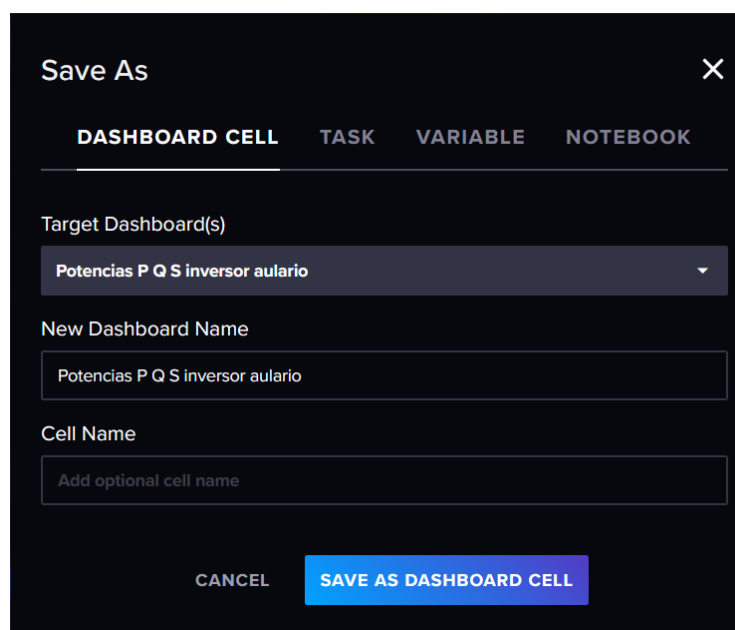 Save As
DASHBOARD CELL TASK VARIABLE NOTEBOOK
Target Dashboard(s)
Potencias P Q S inversor aulario
New Dashboard Name
Potencias P Q S inversor aulario
Cell Name
Add optional cell name
CANCEL SAVE AS DASHBOARD CELL